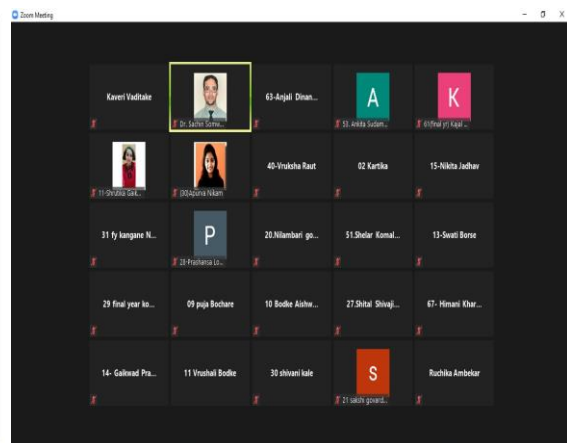 Zoom Meeting
Kaveri Vaditake
Dr. Sachin Somw...
63-Anjali Dinan...
A
53. Ankita Sudam...
K
61(final yr) Kajal ...
11-Shrutika Gaik...
(30)Apurva Nikam
40-Vruksha Raut
02 Kartika
15-Nikita Jadhav
31 fy kangane N...
P
28-Prashansa Lo...
20.Nilambari go...
51.Shelar Komal...
13-Swati Borse
29 final year ko...
09 puja Bochare
10 Bodke Aishw...
27.Shital Shivaji...
67- Himani Khar...
14- Gaikwad Pra...
11 Vrushali Bodke
30 shivani kale
S
21 sakshi goverd...
Ruchika Ambekar